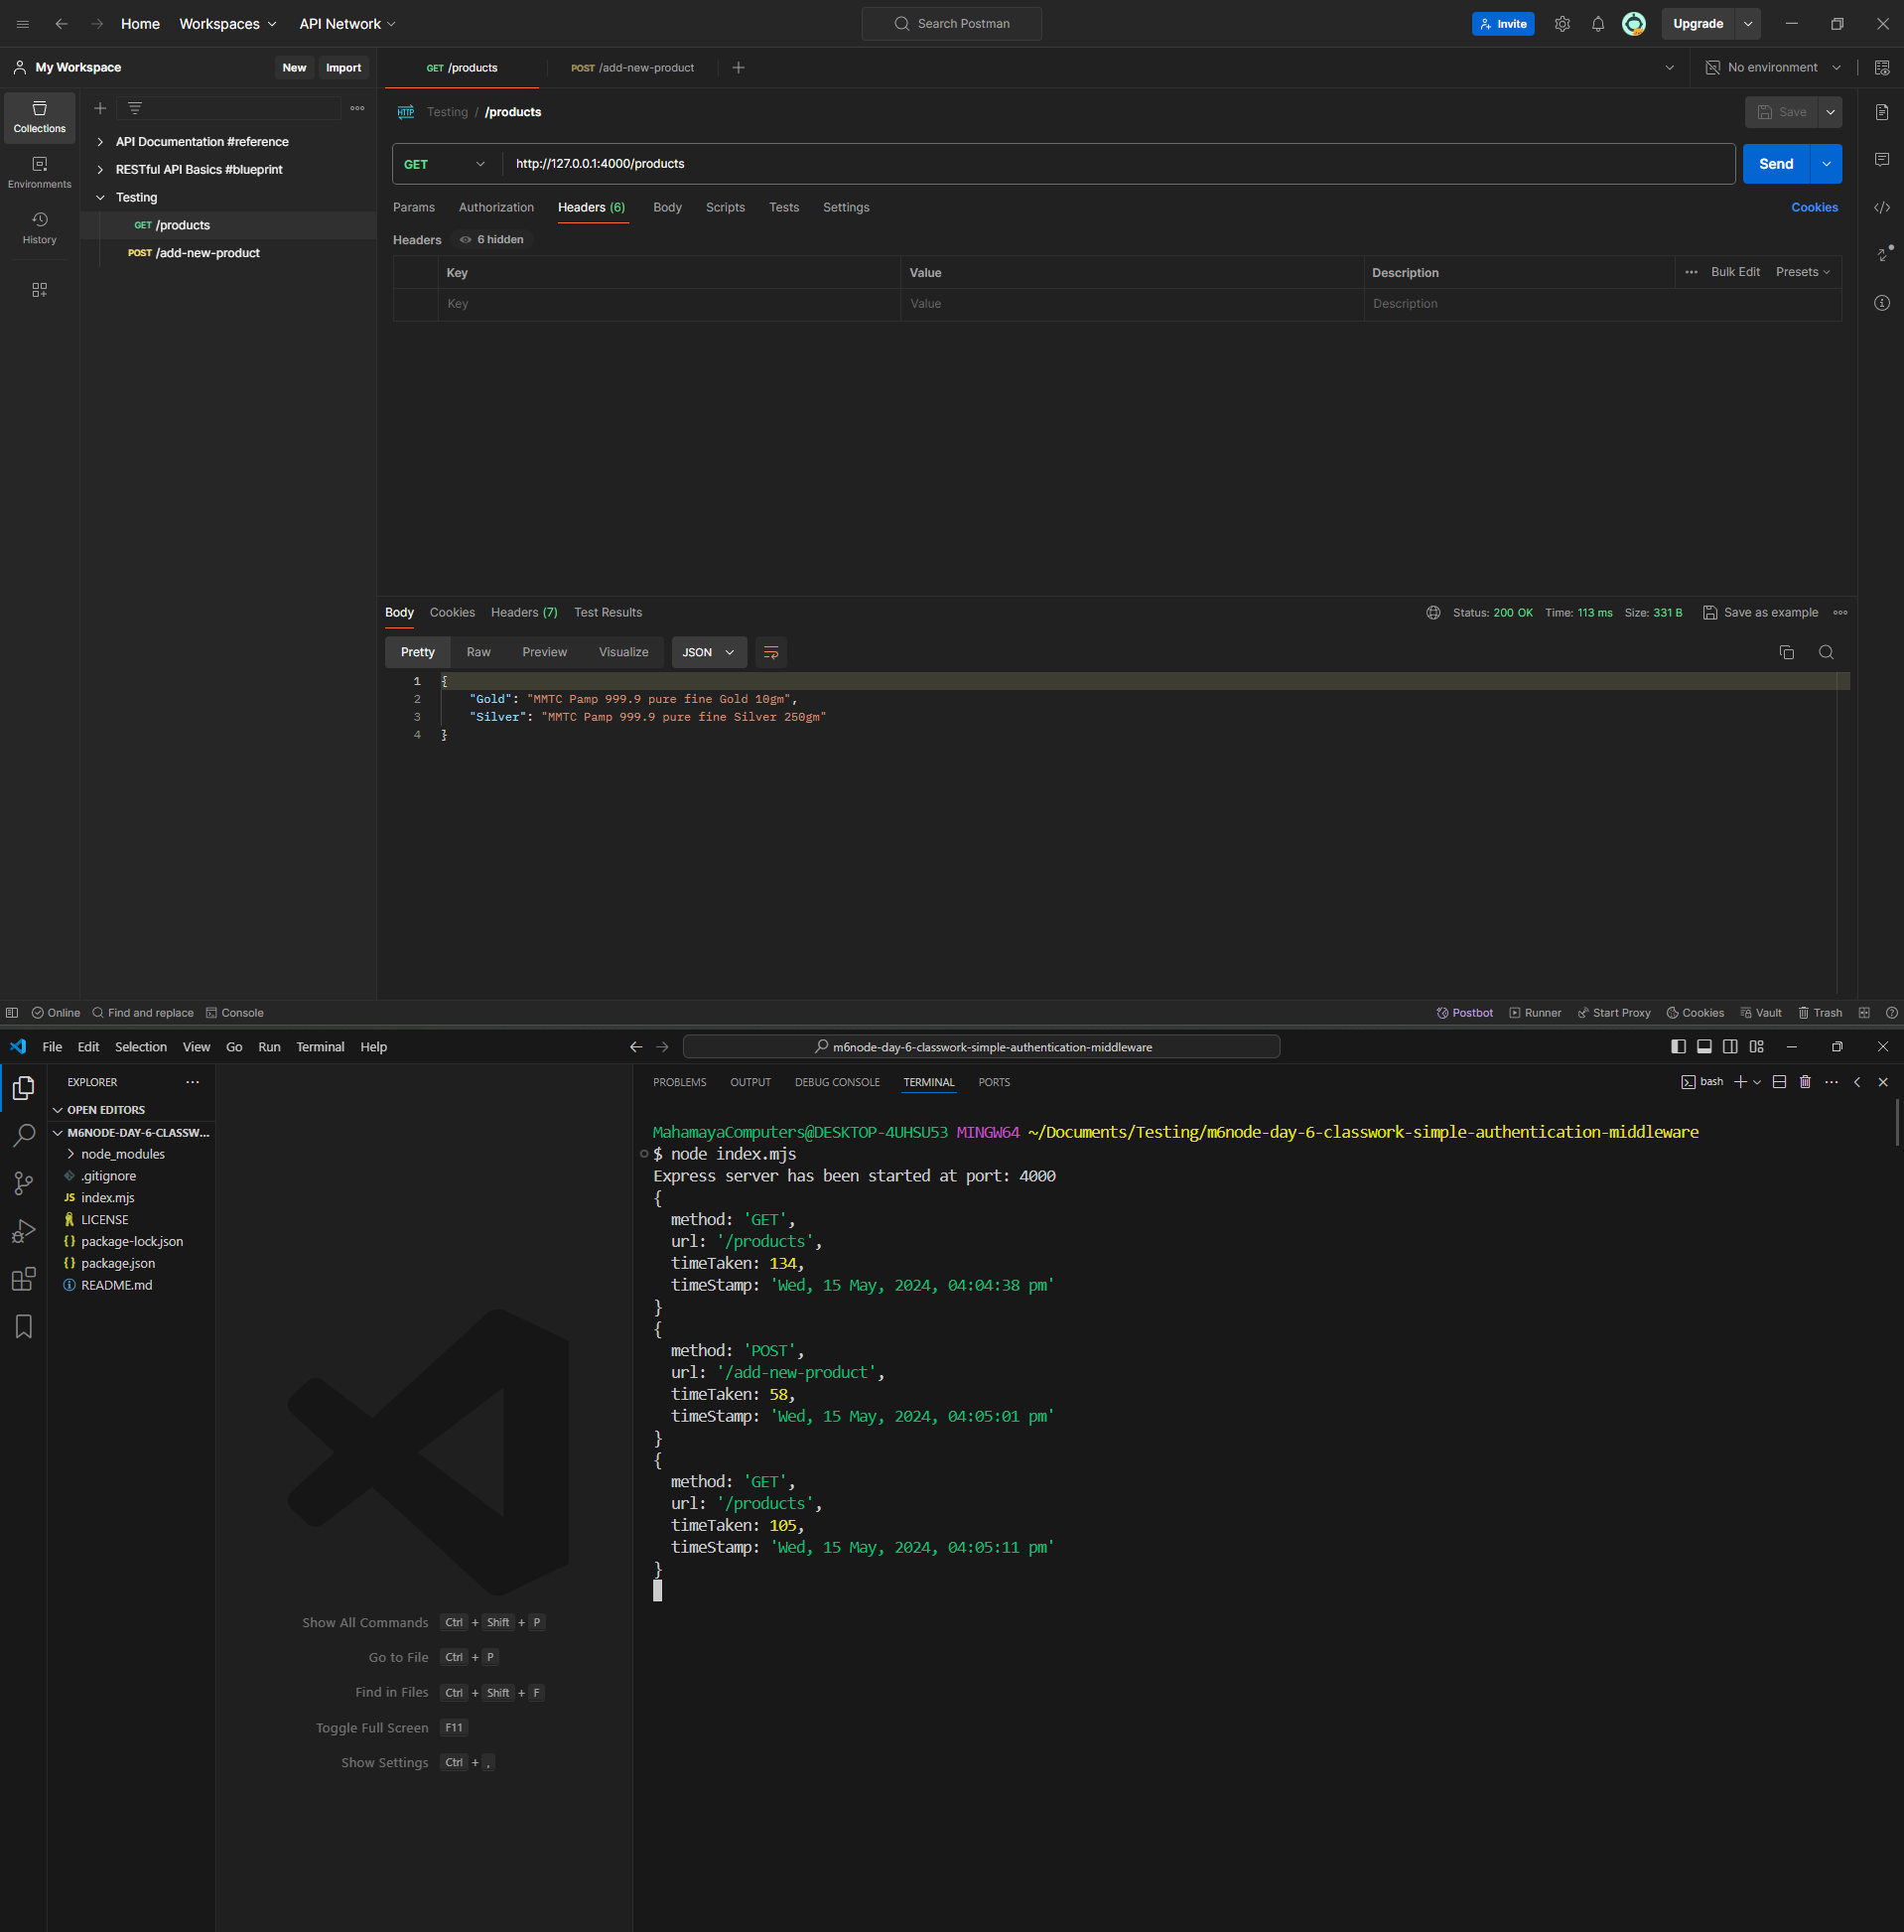 Home Workspaces API Network Search Postman Invite Upgrade
My Workspace New Import GET /products POST /add-new-product No environment
Collections
Environments
History
API Documentation #reference
RESTful API Basics #blueprint
Testing
GET /products
POST /add-new-product
HTTP Testing / /products Save
GET http://127.0.0.1:4000/products Send
Params Authorization Headers (6) Body Scripts Tests Settings Cookies
Headers 6 hidden
Key Value Description Bulk Edit Presets
Key Value Description
Body Cookies Headers (7) Test Results Status: 200 OK Time: 113 ms Size: 331 B Save as example
Pretty Raw Preview Visualize JSON
1 {
2 "Gold": "MMTC Pamp 999.9 pure fine Gold 10gm",
3 "Silver": "MMTC Pamp 999.9 pure fine Silver 250gm"
4 }
Online Find and replace Console Postbot Runner Start Proxy Cookies Vault Trash
File Edit Selection View Go Run Terminal Help m6node-day-6-classwork-simple-authentication-middleware
EXPLORER
OPEN EDITORS
M6NODE-DAY-6-CLASSW...
node_modules
.gitignore
JS index.mjs
LICENSE
{} package-lock.json
{} package.json
README.md
Show All Commands Ctrl + Shift + P
Go to File Ctrl + P
Find in Files Ctrl + Shift + F
Toggle Full Screen F11
Show Settings Ctrl + ,
PROBLEMS OUTPUT DEBUG CONSOLE TERMINAL PORTS bash
MahamayaComputers@DESKTOP-4UHSU53 MINGW64 ~/Documents/Testing/m6node-day-6-classwork-simple-authentication-middleware
$ node index.mjs
Express server has been started at port: 4000
{
method: 'GET',
url: '/products',
timeTaken: 134,
timeStamp: 'Wed, 15 May, 2024, 04:04:38 pm'
}
{
method: 'POST',
url: '/add-new-product',
timeTaken: 58,
timeStamp: 'Wed, 15 May, 2024, 04:05:01 pm'
}
{
method: 'GET',
url: '/products',
timeTaken: 105,
timeStamp: 'Wed, 15 May, 2024, 04:05:11 pm'
}